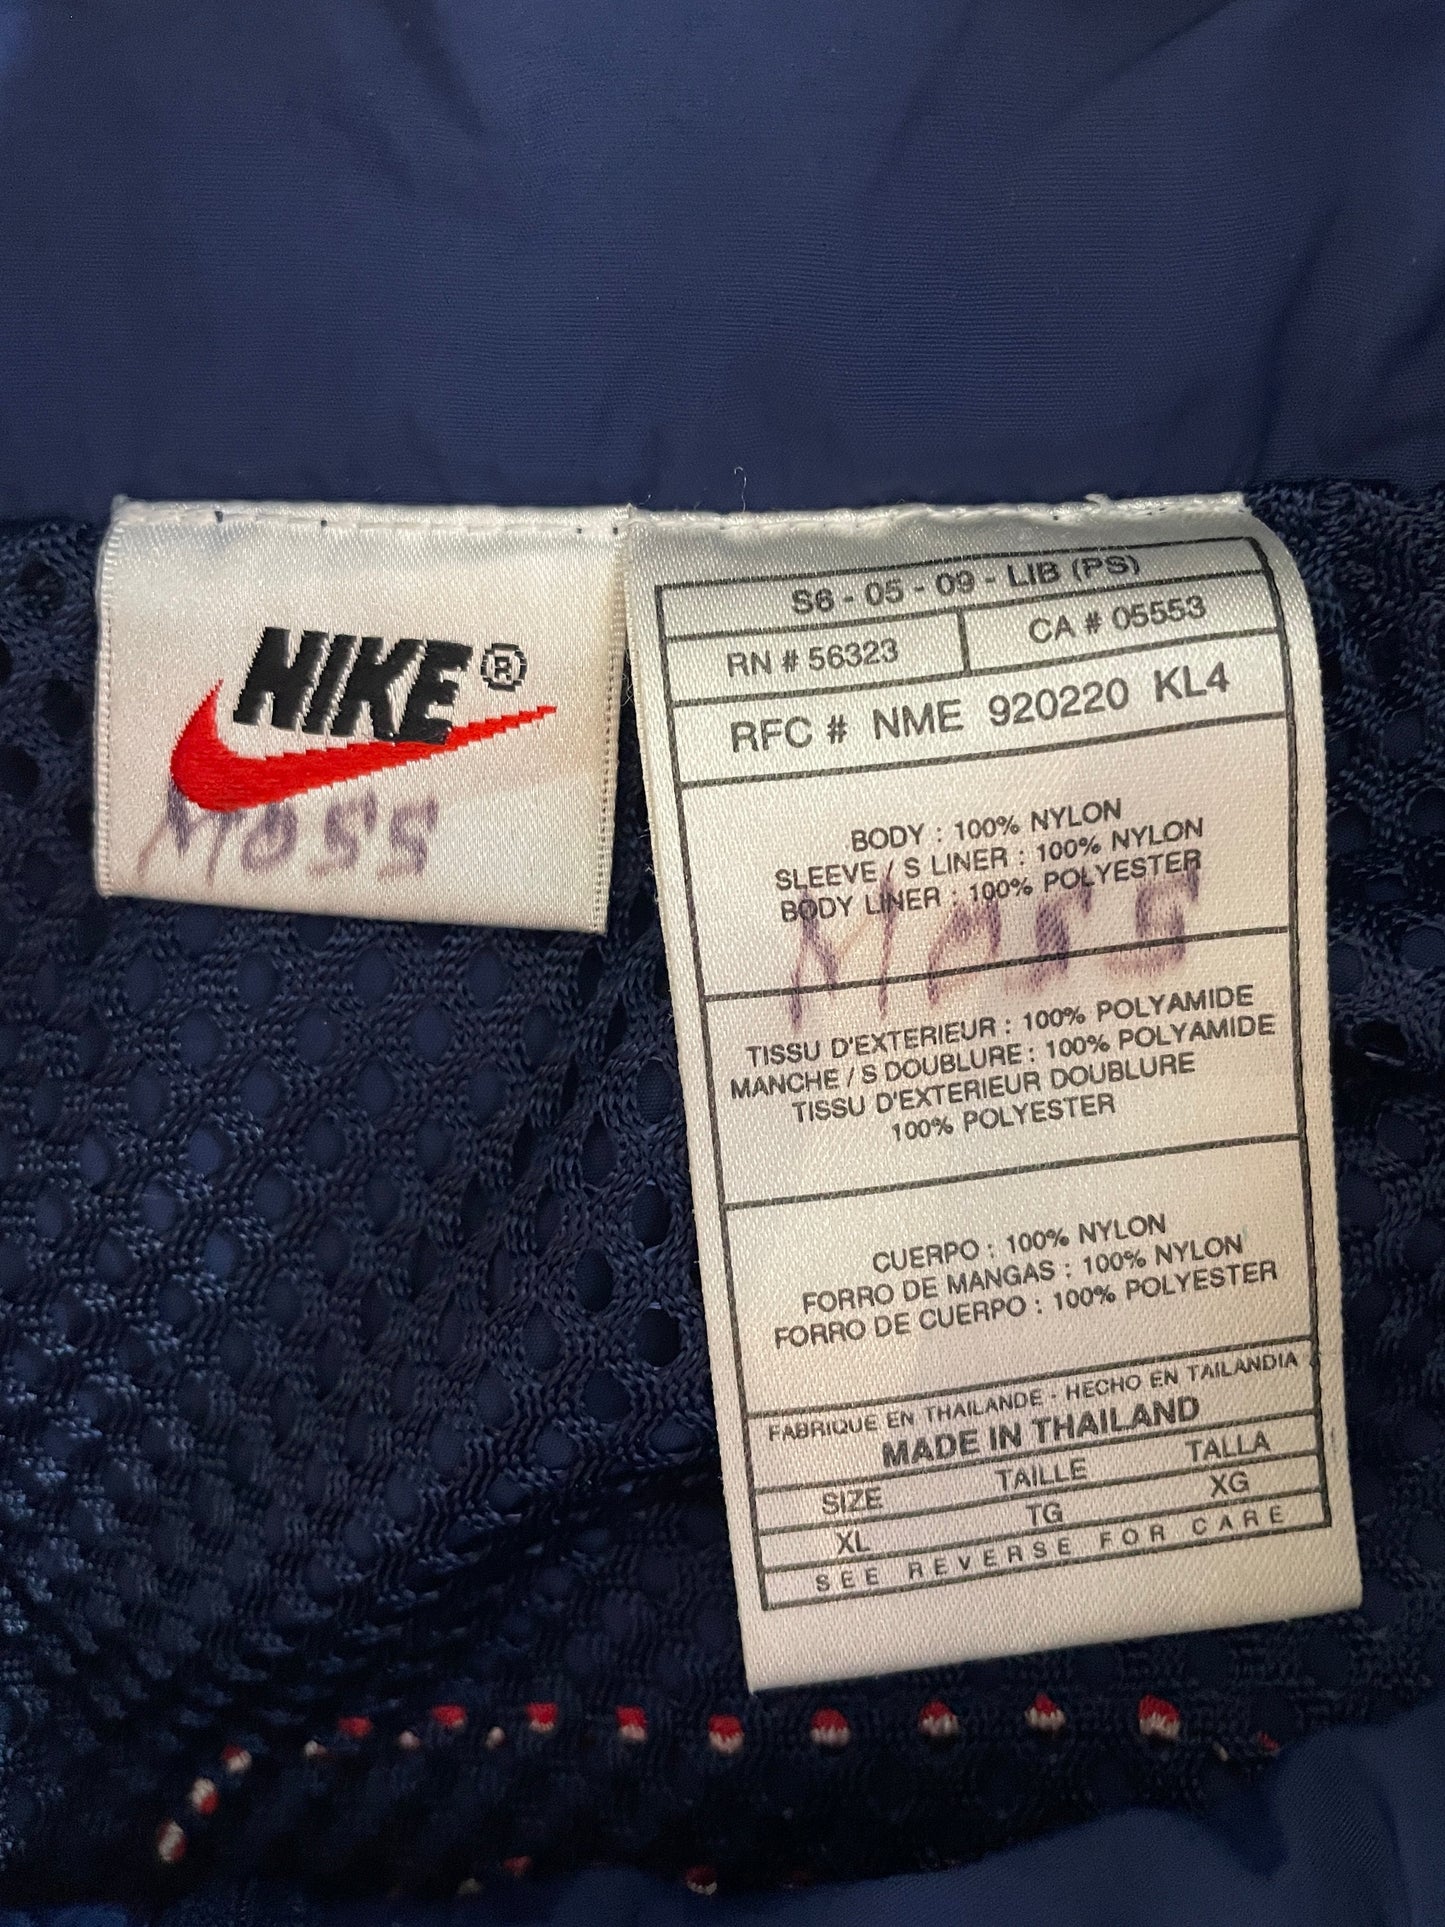 NIKE®
MOSS
S6 - 05 - 09 - LIB (PS)
RN # 56323
CA # 05553
RFC # NME 920220 KL4
BODY : 100% NYLON
SLEEVE / S LINER : 100% NYLON
BODY LINER : 100% POLYESTER
MOSS
TISSU D'EXTERIEUR : 100% POLYAMIDE
MANCHE / S DOUBLURE : 100% POLYAMIDE
TISSU D'EXTERIEUR DOUBLURE
100% POLYESTER
CUERPO : 100% NYLON
FORRO DE MANGAS : 100% NYLON
FORRO DE CUERPO : 100% POLYESTER
FABRIQUE EN THAILANDE - HECHO EN TAILANDIA
MADE IN THAILAND
SIZE TAILLE TALLA
XL TG XG
SEE REVERSE FOR CARE